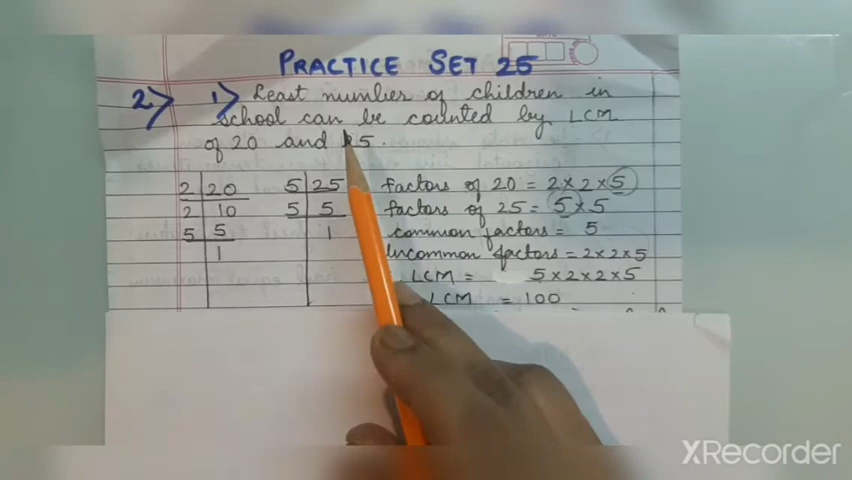 PRACTICE SET 25
2> 1> Least number of children in
school can be counted by LCM
of 20 and 25.
2 20 5 25 factors of 20 = 2×2×5
2 10 5 5 factors of 25 = 5×5
5 5 1 common factors = 5
1 Uncommon factors = 2×2×5
LCM = 5×2×2×5
LCM = 100
XRecorder